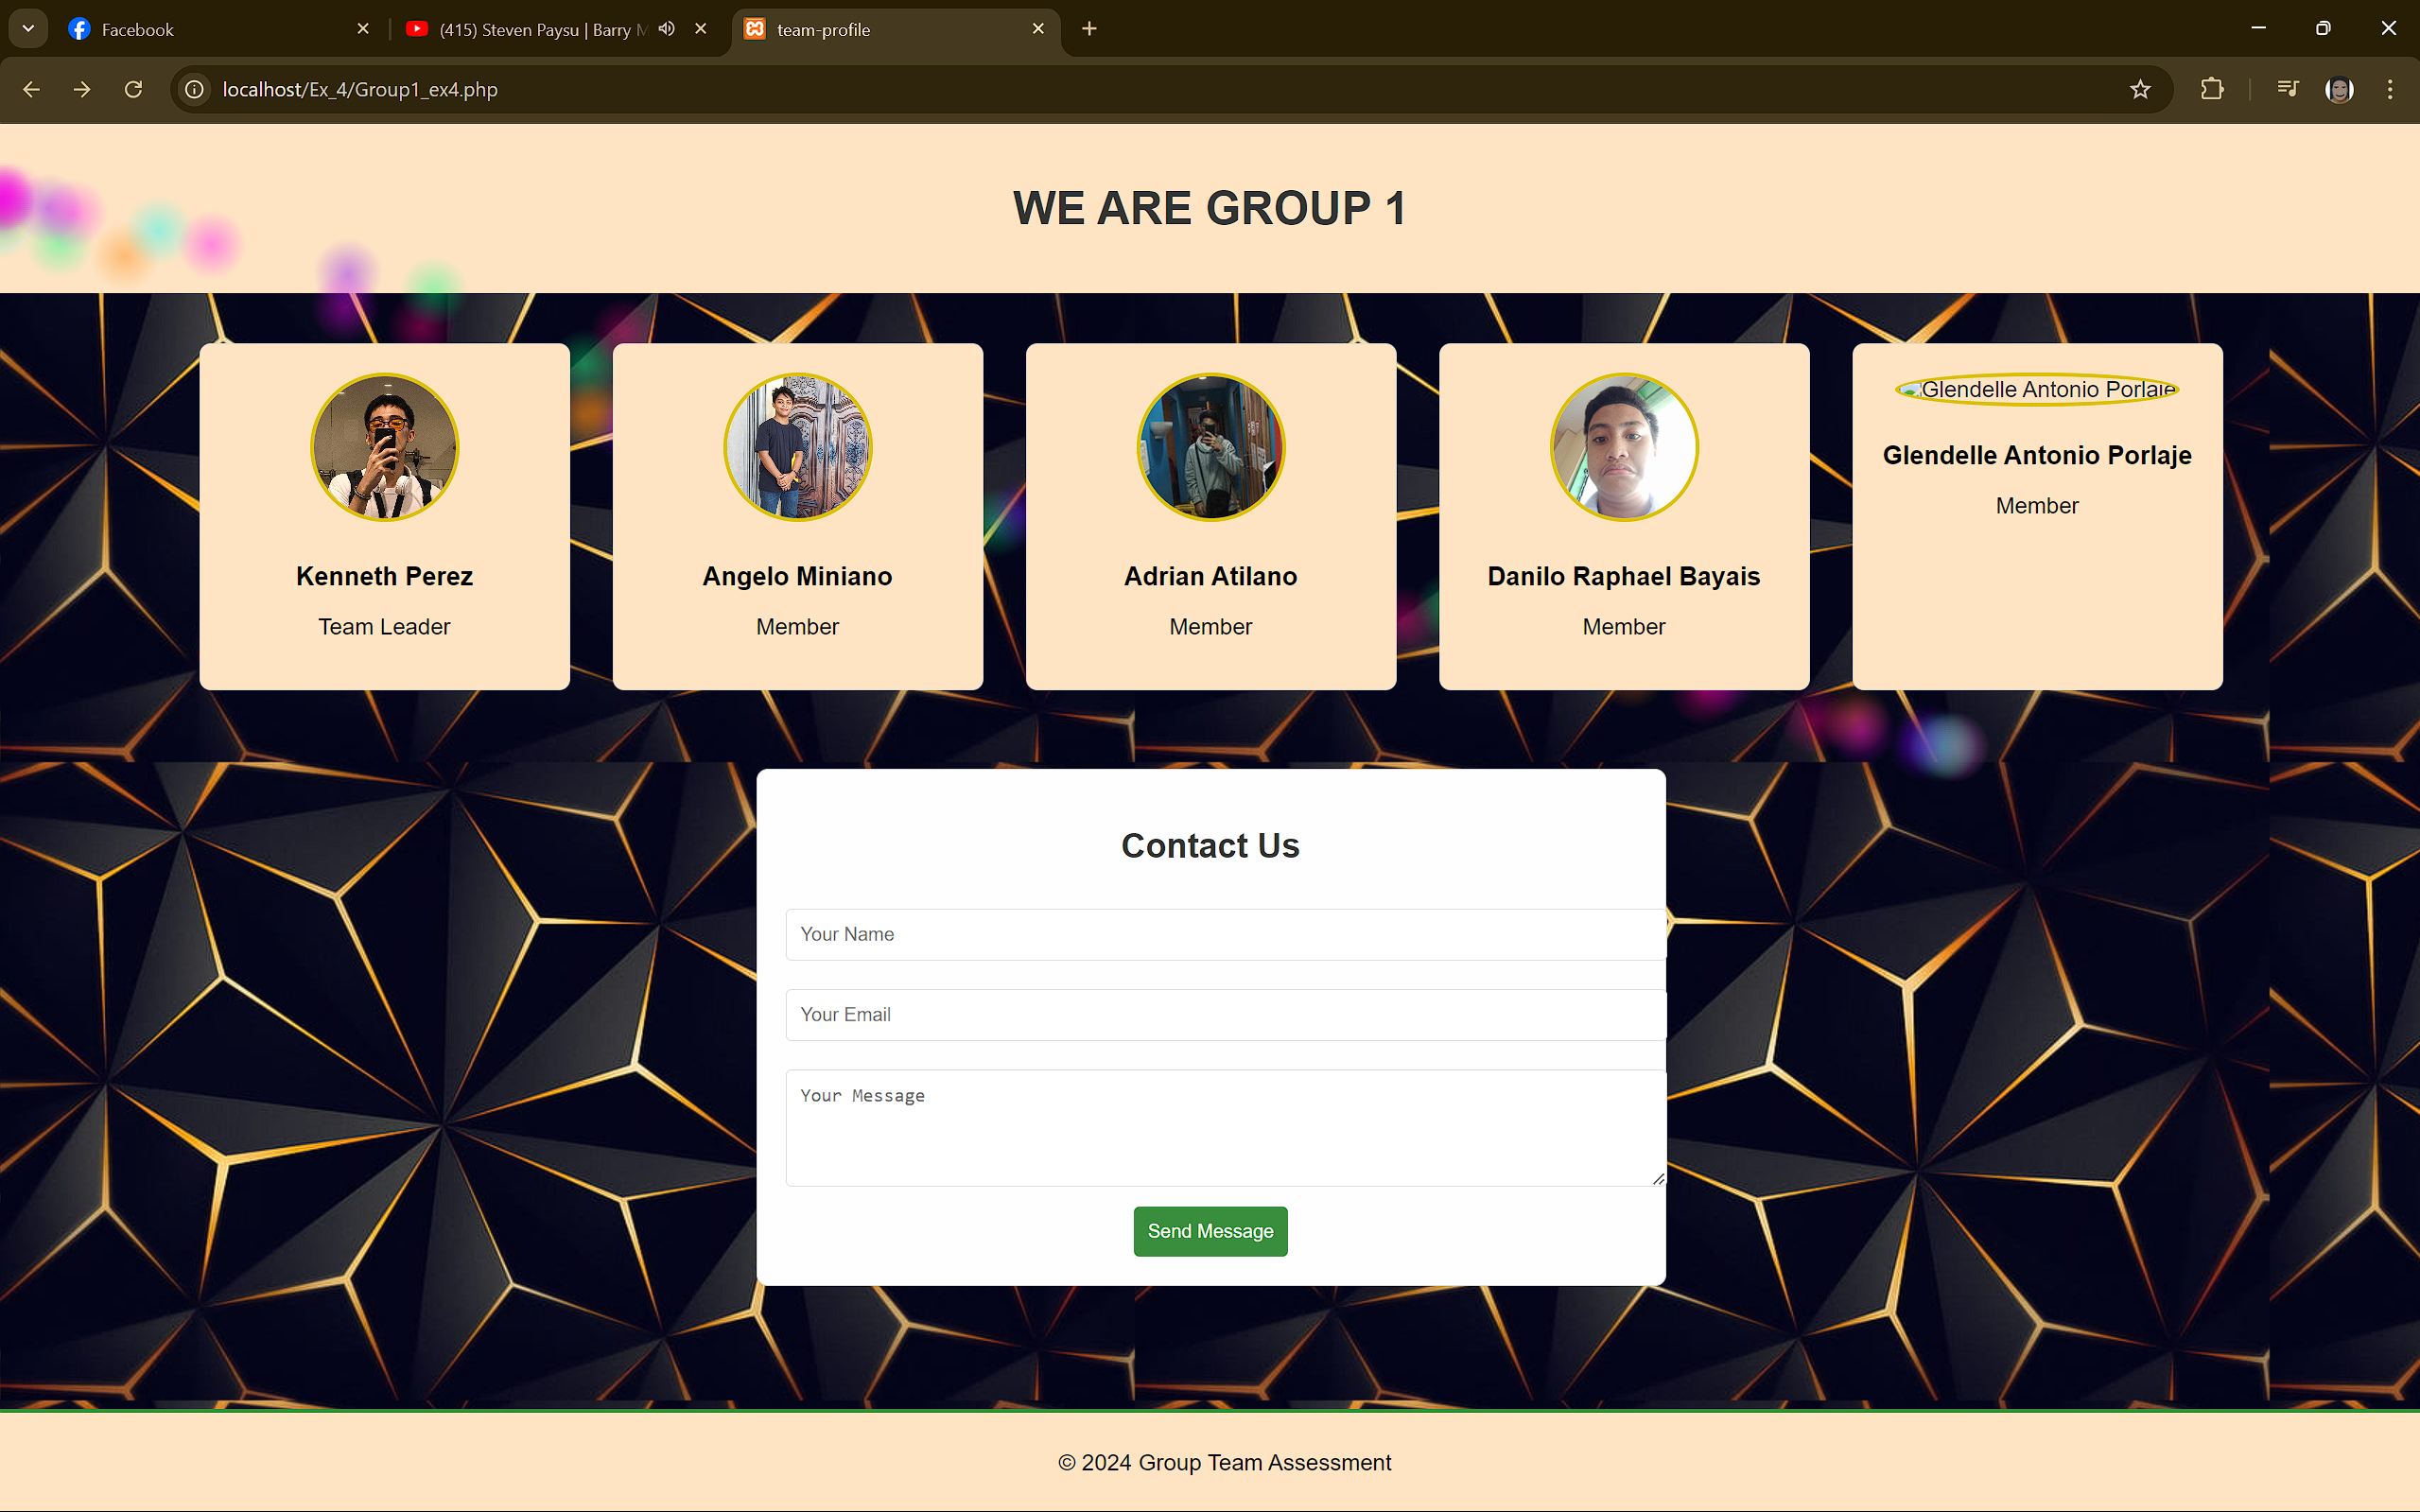 Facebook
(415) Steven Paysu | Barry M
team-profile
localhost/Ex_4/Group1_ex4.php
WE ARE GROUP 1
Glendelle Antonio Porlaje
Kenneth Perez
Team Leader
Angelo Miniano
Member
Adrian Atilano
Member
Danilo Raphael Bayais
Member
Glendelle Antonio Porlaje
Member
Contact Us
Your Name
Your Email
Your Message
Send Message
© 2024 Group Team Assessment